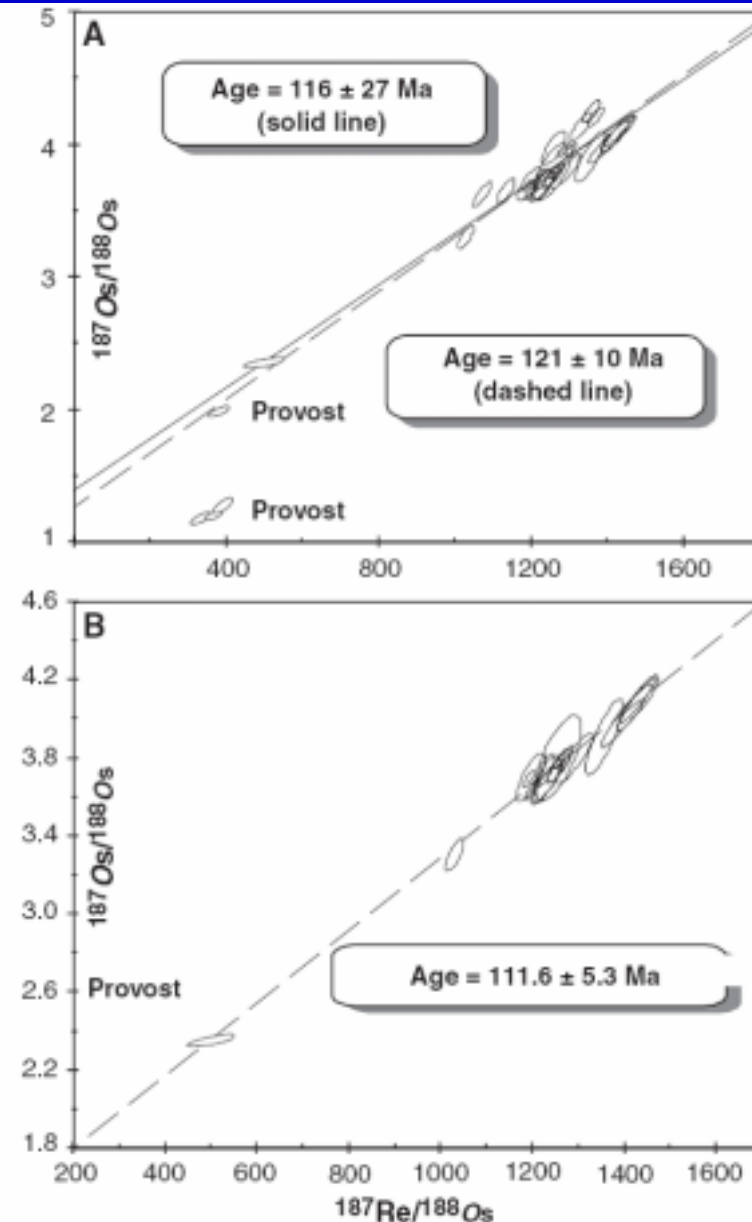 A
5
4
3
2
1
¹⁸⁷Os/¹⁸⁸Os
Age = 116 ± 27 Ma
(solid line)
Age = 121 ± 10 Ma
(dashed line)
Provost
Provost
400 800 1200 1600
B
4.6
4.2
3.8
3.4
3.0
2.6
2.2
1.8
¹⁸⁷Os/¹⁸⁸Os
Provost
Age = 111.6 ± 5.3 Ma
200 400 600 800 1000 1200 1400 1600
¹⁸⁷Re/¹⁸⁸Os